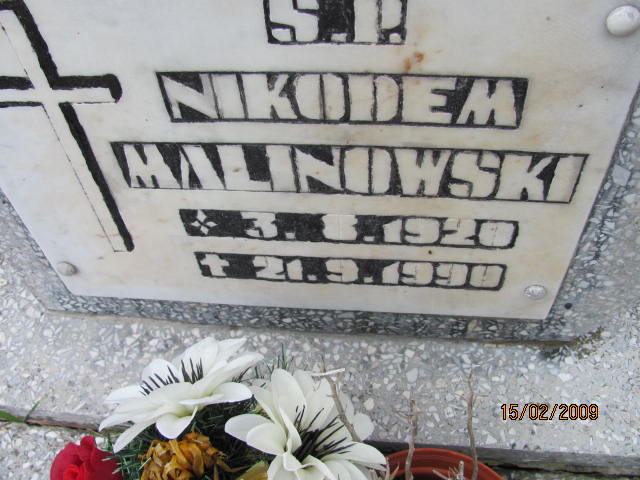 Ś.P.
NIKODEM
MALINOWSKI
3.8.1920
✝ 21.9.1990
15/02/2009